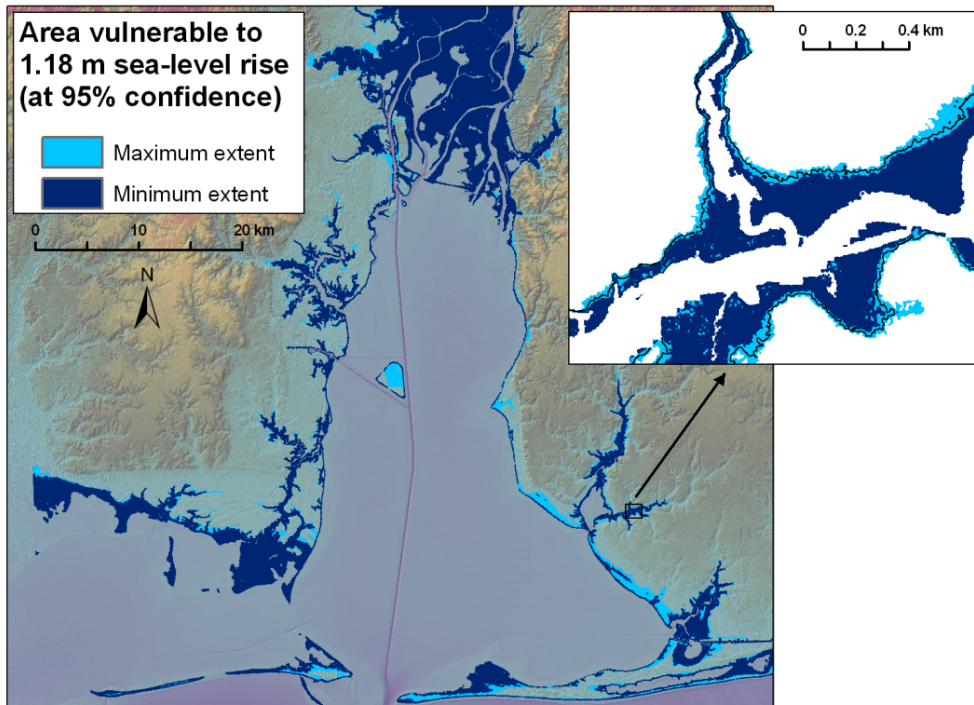 Area vulnerable to
1.18 m sea-level rise
(at 95% confidence)
Maximum extent
Minimum extent
0 10 20 km
N
0 0.2 0.4 km